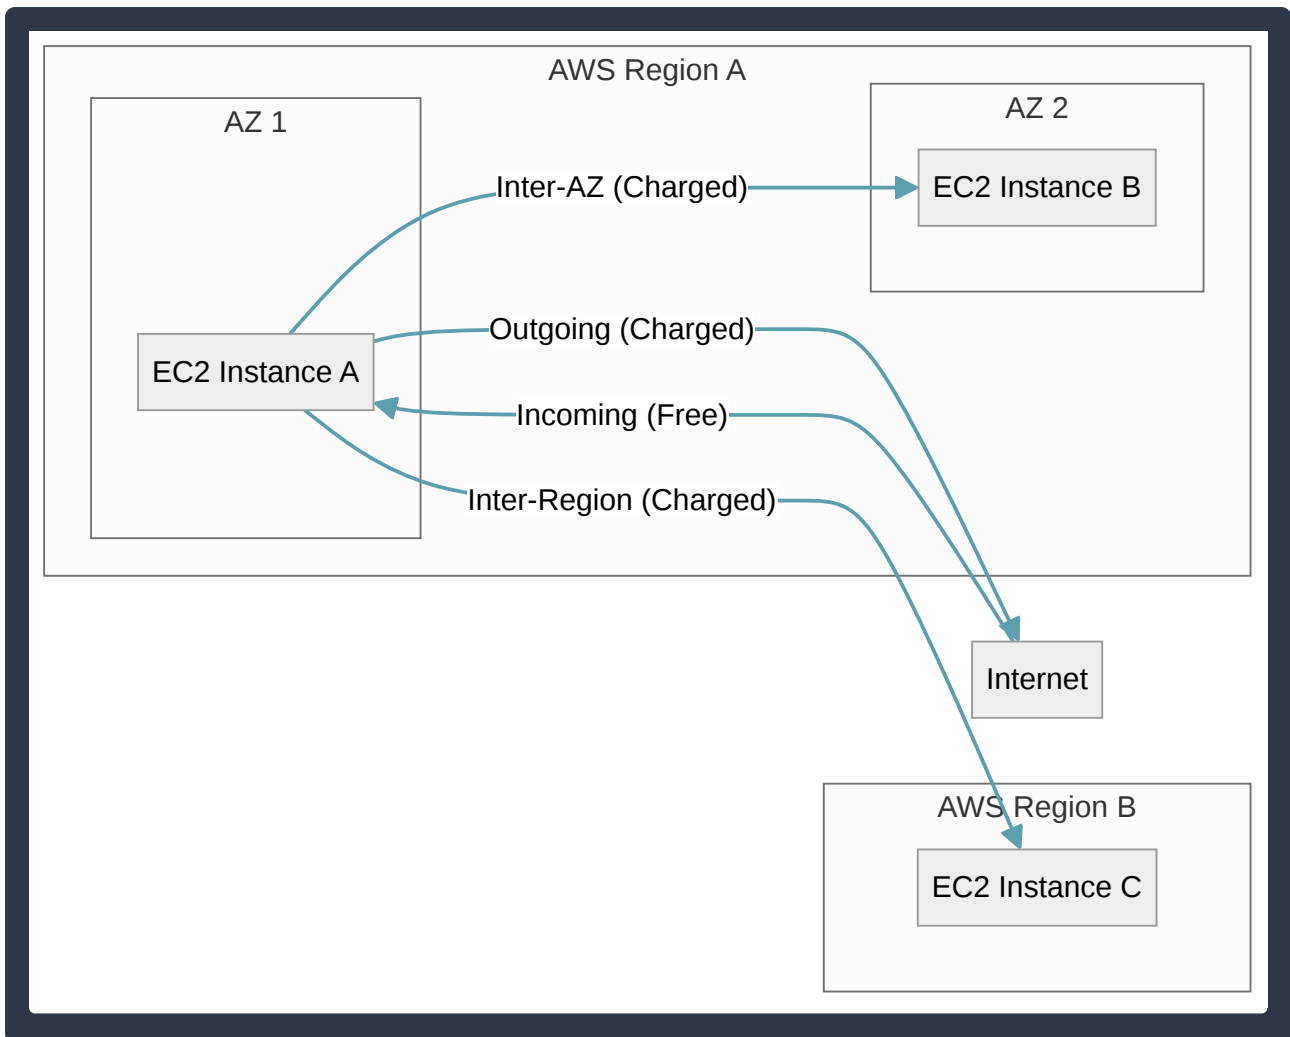 AWS Region A
AZ 1
AZ 2
Inter-AZ (Charged)
EC2 Instance B
Outgoing (Charged)
EC2 Instance A
Incoming (Free)
Inter-Region (Charged)
Internet
AWS Region B
EC2 Instance C